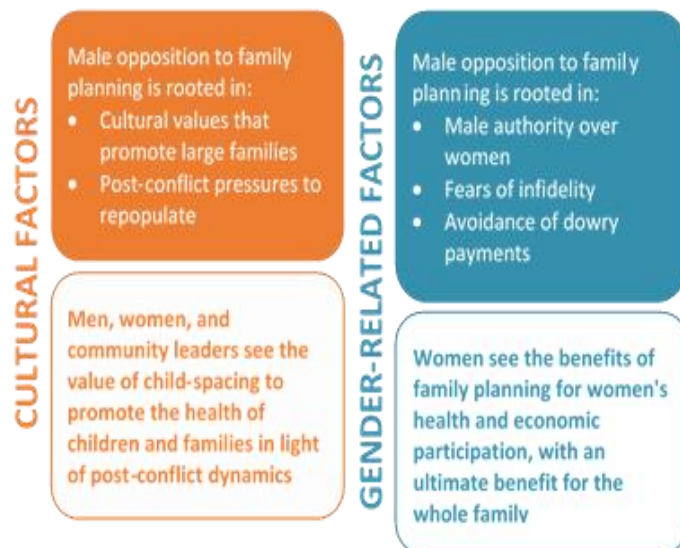 CULTURAL FACTORS
Male opposition to family
planning is rooted in:
• Cultural values that
promote large families
• Post-conflict pressures to
repopulate
Men, women, and
community leaders see the
value of child-spacing to
promote the health of
children and families in light
of post-conflict dynamics
GENDER-RELATED FACTORS
Male opposition to family
planning is rooted in:
• Male authority over
women
• Fears of infidelity
• Avoidance of dowry
payments
Women see the benefits of
family planning for women's
health and economic
participation, with an
ultimate benefit for the
whole family